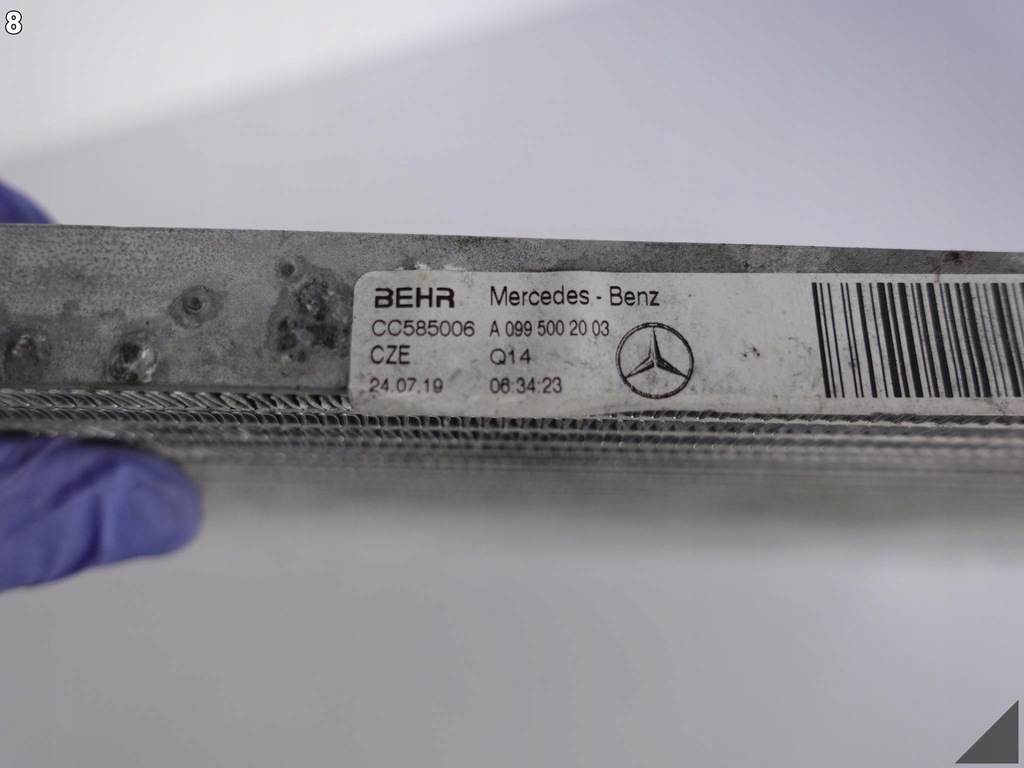 8
BEHR Mercedes - Benz
CC585006 A 099 500 20 03
CZE Q14
24.07.19 06:34:23